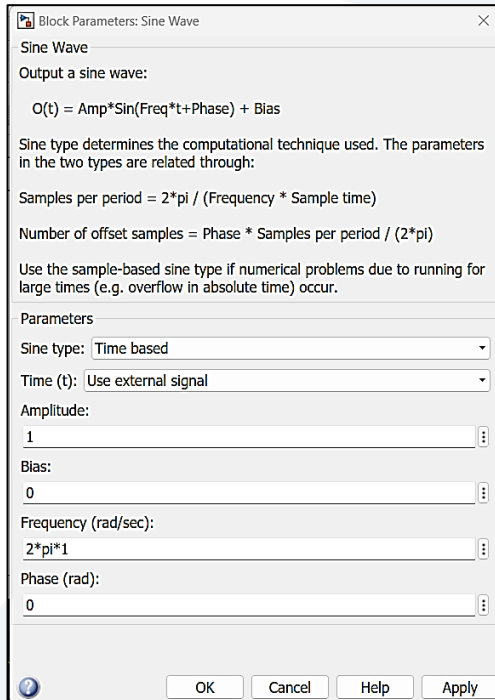 Block Parameters: Sine Wave
Sine Wave
Output a sine wave:
O(t) = Amp*Sin(Freq*t+Phase) + Bias
Sine type determines the computational technique used. The parameters
in the two types are related through:
Samples per period = 2*pi / (Frequency * Sample time)
Number of offset samples = Phase * Samples per period / (2*pi)
Use the sample-based sine type if numerical problems due to running for
large times (e.g. overflow in absolute time) occur.
Parameters
Sine type: Time based
Time (t): Use external signal
Amplitude:
1
Bias:
0
Frequency (rad/sec):
2*pi*1
Phase (rad):
0
OK Cancel Help Apply